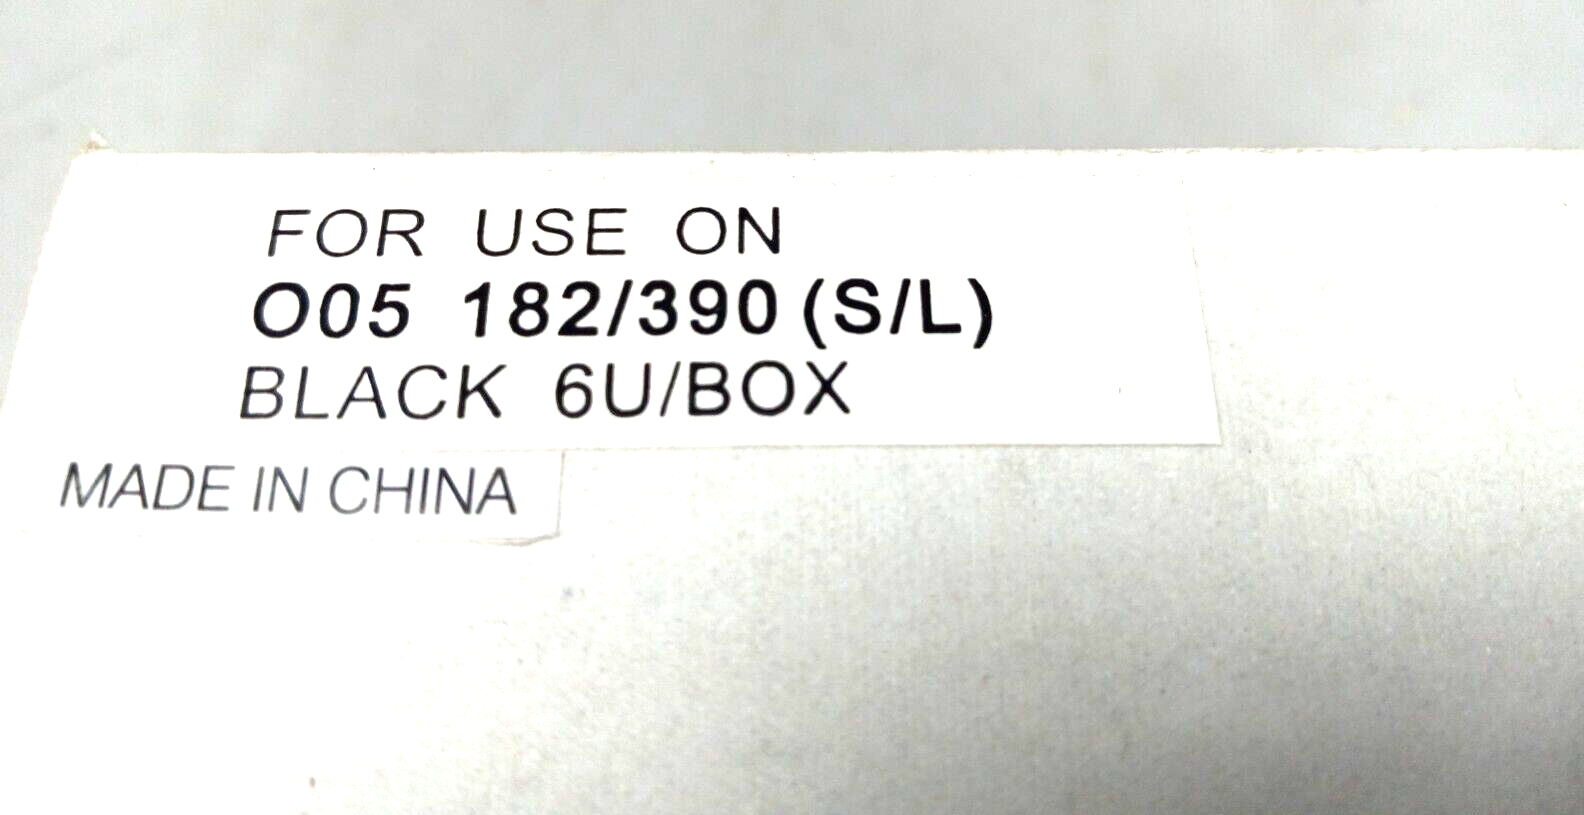 FOR USE ON
O05 182/390 (S/L)
BLACK 6U/BOX
MADE IN CHINA